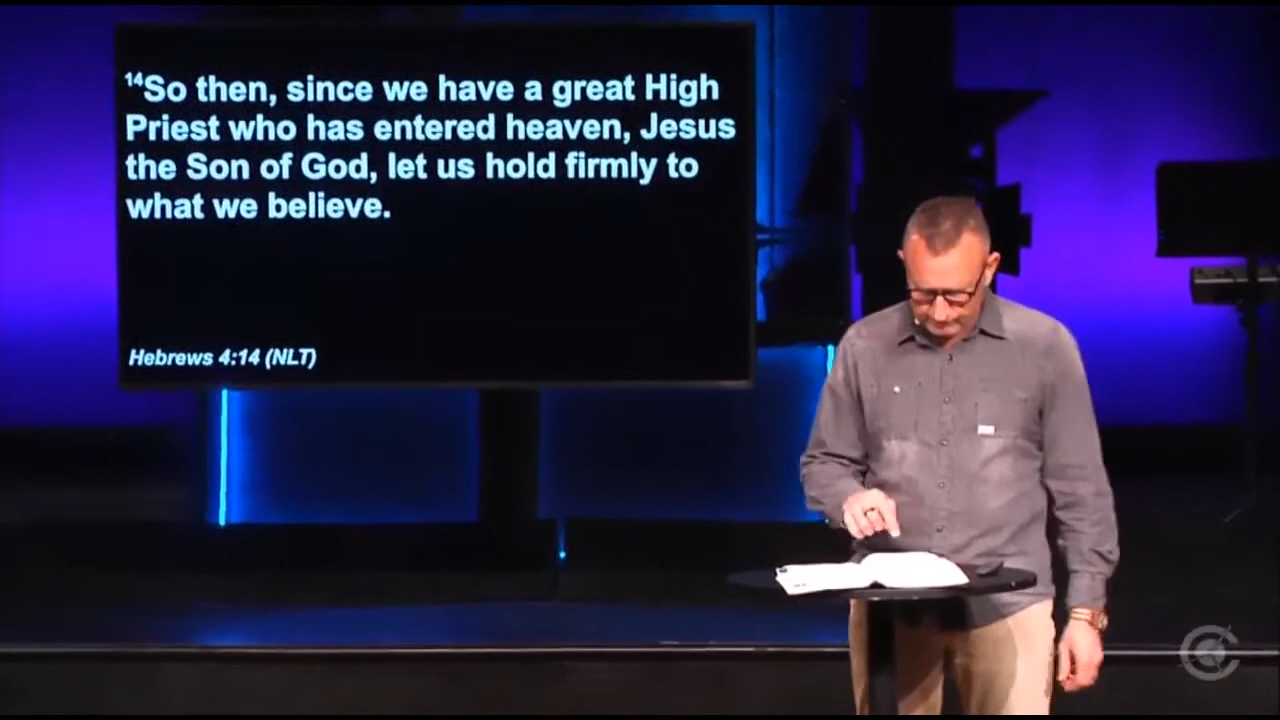 ¹⁴So then, since we have a great High
Priest who has entered heaven, Jesus
the Son of God, let us hold firmly to
what we believe.
Hebrews 4:14 (NLT)